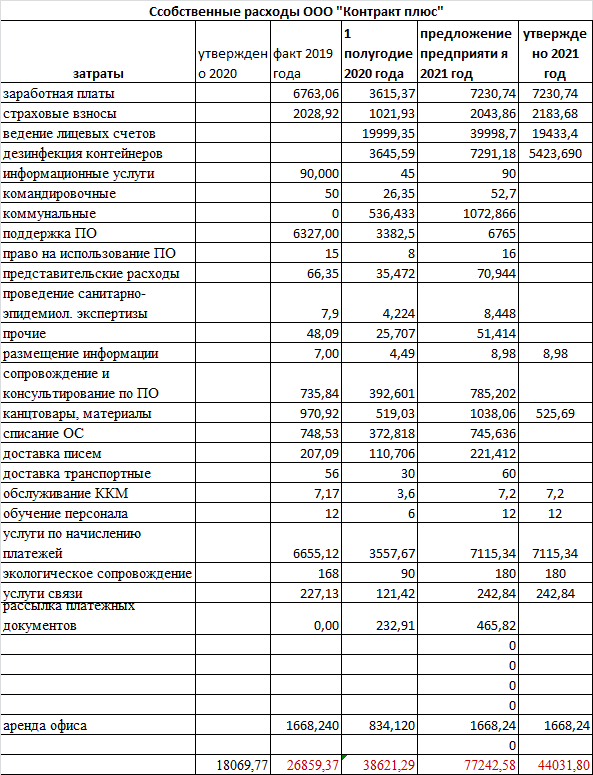 Ссобственные расходы ООО "Контракт плюс"
затраты утвержден о 2020 факт 2019 года 1 полугодие 2020 года предложение предприяти я 2021 год утвержде но 2021 год
заработная платы 6763,06 3615,37 7230,74 7230,74
страховые взносы 2028,92 1021,93 2043,86 2183,68
ведение лицевых счетов 19999,35 39998,7 19433,4
дезинфекция контейнеров 3645,59 7291,18 5423,690
информационные услуги 90,000 45 90
командировочные 50 26,35 52,7
коммунальные 0 536,433 1072,866
поддержка ПО 6327,00 3382,5 6765
право на использование ПО 15 8 16
представительские расходы 66,35 35,472 70,944
проведение санитарно-
эпидемиол. экспертизы 7,9 4,224 8,448
прочие 48,09 25,707 51,414
размещение информации 7,00 4,49 8,98 8,98
сопровождение и
консультирование по ПО 735,84 392,601 785,202
канцтовары, материалы 970,92 519,03 1038,06 525,69
списание ОС 748,53 372,818 745,636
доставка писем 207,09 110,706 221,412
доставка транспортные 56 30 60
обслуживание ККМ 7,17 3,6 7,2 7,2
обучение персонала 12 6 12 12
услуги по начислению
платежей 6655,12 3557,67 7115,34 7115,34
экологическое сопровождение 168 90 180 180
услуги связи 227,13 121,42 242,84 242,84
рассылка платежных
документов 0,00 232,91 465,82
0
0
0
0
аренда офиса 1668,240 834,120 1668,24 1668,24
0
18069,77 26859,37 38621,29 77242,58 44031,80